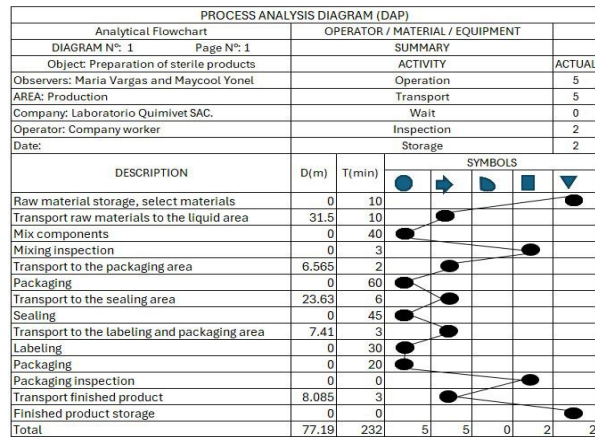 PROCESS ANALYSIS DIAGRAM (DAP)
Analytical Flowchart OPERATOR / MATERIAL / EQUIPMENT
DIAGRAM Nº: 1 Page Nº: 1 SUMMARY
Object: Preparation of sterile products ACTIVITY ACTUAL
Observers: Maria Vargas and Maycool Yonel Operation 5
AREA: Production Transport 5
Company: Laboratorio Quimivet SAC. Wait 0
Operator: Company worker Inspection 2
Date: Storage 2
DESCRIPTION D(m) T(min) SYMBOLS
Raw material storage, select materials 0 10
Transport raw materials to the liquid area 31.5 10
Mix components 0 40
Mixing inspection 0 3
Transport to the packaging area 6.565 2
Packaging 0 60
Transport to the sealing area 23.63 6
Sealing 0 45
Transport to the labeling and packaging area 7.41 3
Labeling 0 30
Packaging 0 20
Packaging inspection 0 0
Transport finished product 8.085 3
Finished product storage 0 0
Total 77.19 232 5 5 0 2 2